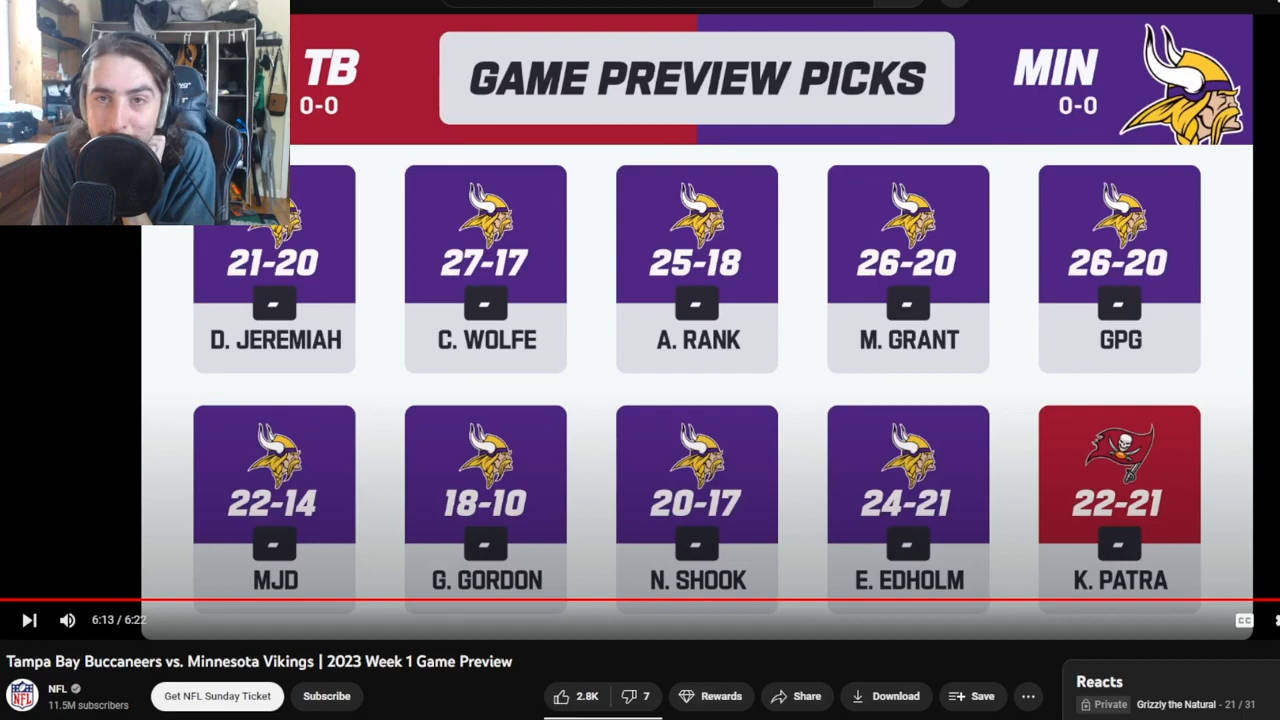 TB
0-0
GAME PREVIEW PICKS
MIN
0-0
21-20
-
D. JEREMIAH
27-17
-
C. WOLFE
25-18
-
A. RANK
26-20
-
M. GRANT
26-20
-
GPG
22-14
-
MJD
18-10
-
G. GORDON
20-17
-
N. SHOOK
24-21
-
E. EDHOLM
22-21
-
K. PATRA
6:13 / 6:22
CC
Tampa Bay Buccaneers vs. Minnesota Vikings | 2023 Week 1 Game Preview
NFL
NFL
11.5M subscribers
Get NFL Sunday Ticket
Subscribe
2.8K
7
Rewards
Share
Download
Save
Reacts
Private
Grizzly the Natural - 21 / 31